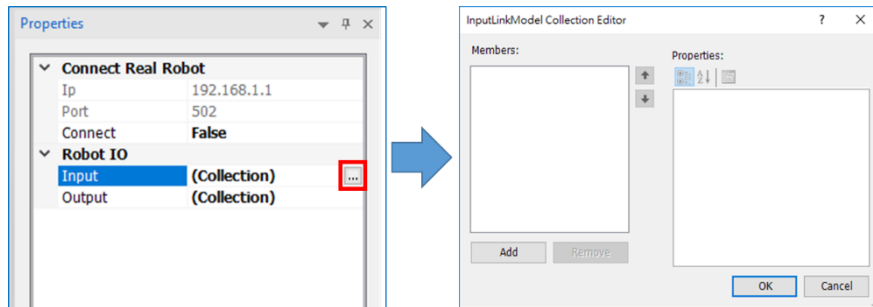 Properties
Connect Real Robot
Ip 192.168.1.1
Port 502
Connect False
Robot IO
Input (Collection) ...
Output (Collection)
InputLinkModel Collection Editor ? ×
Members:
Properties:
Add Remove
OK Cancel